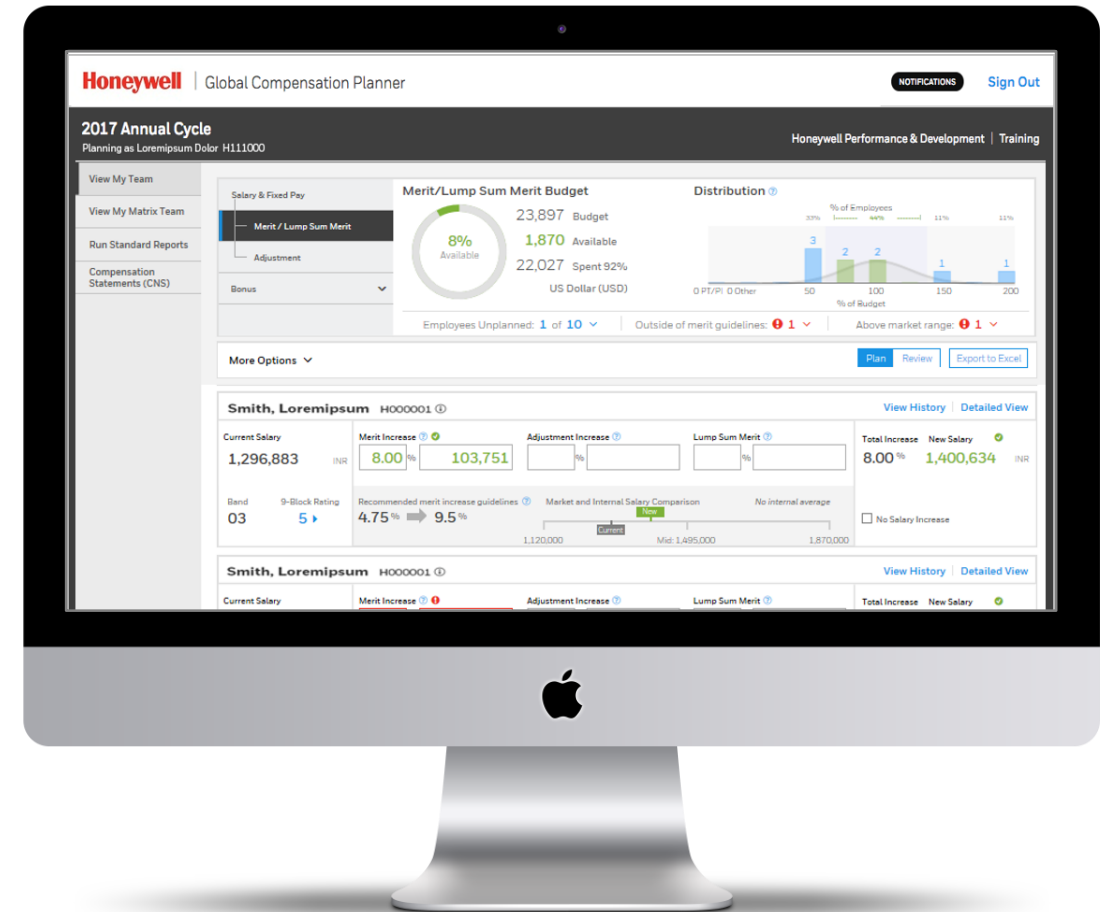 Honeywell | Global Compensation Planner
NOTIFICATIONS
Sign Out
2017 Annual Cycle
Planning as Loremipsum Dolor H111000
Honeywell Performance & Development | Training
View My Team
View My Matrix Team
Run Standard Reports
Compensation
Statements (CNS)
Salary & Fixed Pay
Merit / Lump Sum Merit
Adjustment
Bonus
Merit/Lump Sum Merit Budget
8%
Available
23,897 Budget
1,870 Available
22,027 Spent 92%
US Dollar (USD)
Distribution
% of Employees
33% 44% 11% 11%
3 2 2 1 1
0 PT/PI 0 Other 50 100 150 200
% of Budget
Employees Unplanned: 1 of 10
Outside of merit guidelines: 1
Above market range: 1
More Options
Plan Review Export to Excel
Smith, Loremipsum H000001
View History | Detailed View
Current Salary
1,296,883 INR
Merit Increase
8.00 % 103,751
Adjustment Increase
%
Lump Sum Merit
%
Total Increase New Salary
8.00 % 1,400,634 INR
Band 9-Block Rating
03 5
Recommended merit increase guidelines
4.75 % 9.5 %
Market and Internal Salary Comparison No internal average
New
Current
1,120,000 Mid: 1,495,000 1,870,000
No Salary Increase
Smith, Loremipsum H000001
View History | Detailed View
Current Salary Merit Increase Adjustment Increase Lump Sum Merit Total Increase New Salary